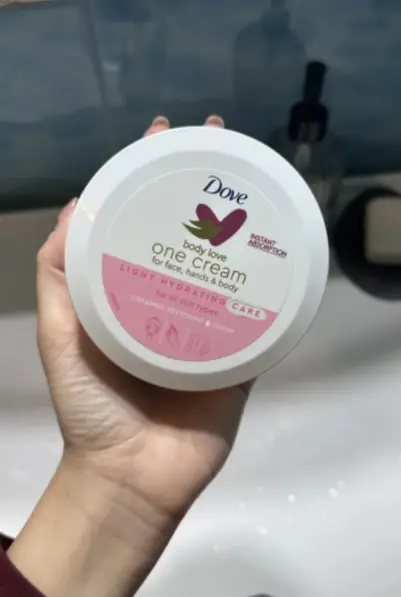 Dove
INSTANT
ABSORPTION
body love
one cream
for face, hands & body
LIGHT HYDRATING CARE
for all skin types